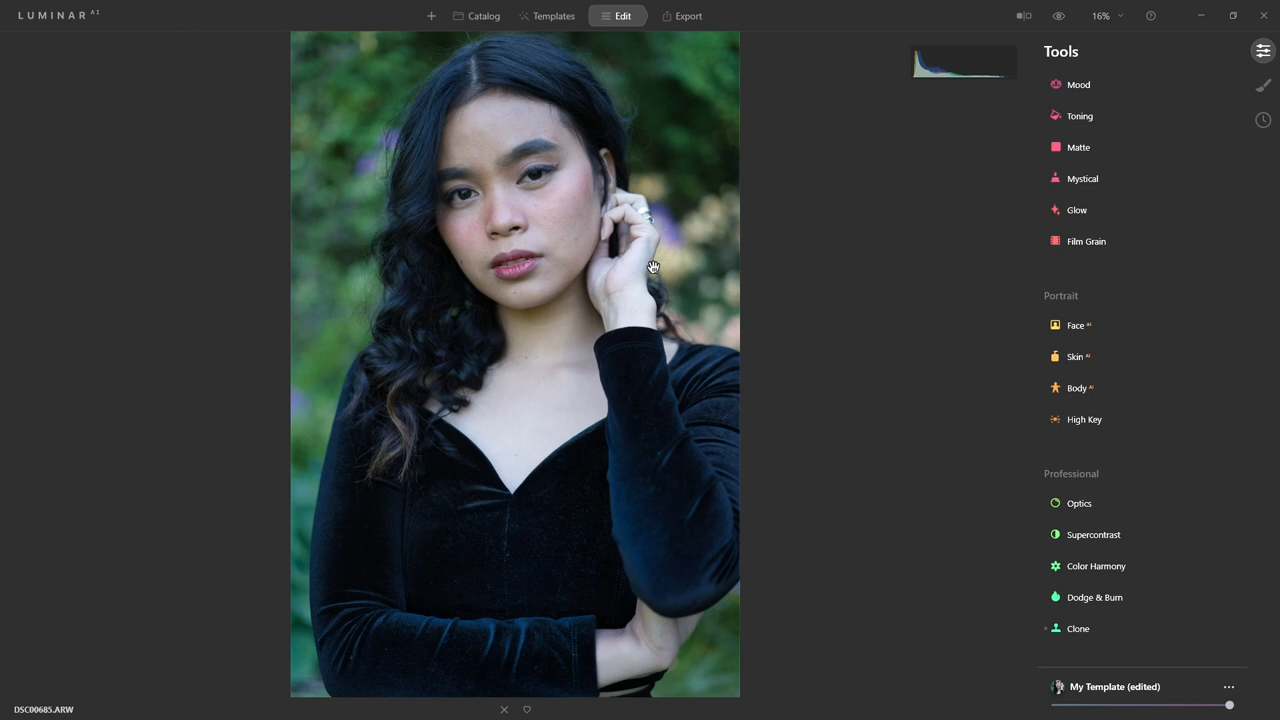 LUMINAR AI
Catalog
Templates
Edit
Export
16%
Tools
Mood
Toning
Matte
Mystical
Glow
Film Grain
Portrait
Face AI
Skin AI
Body AI
High Key
Professional
Optics
Supercontrast
Color Harmony
Dodge & Burn
Clone
My Template (edited)
DSC00685.ARW